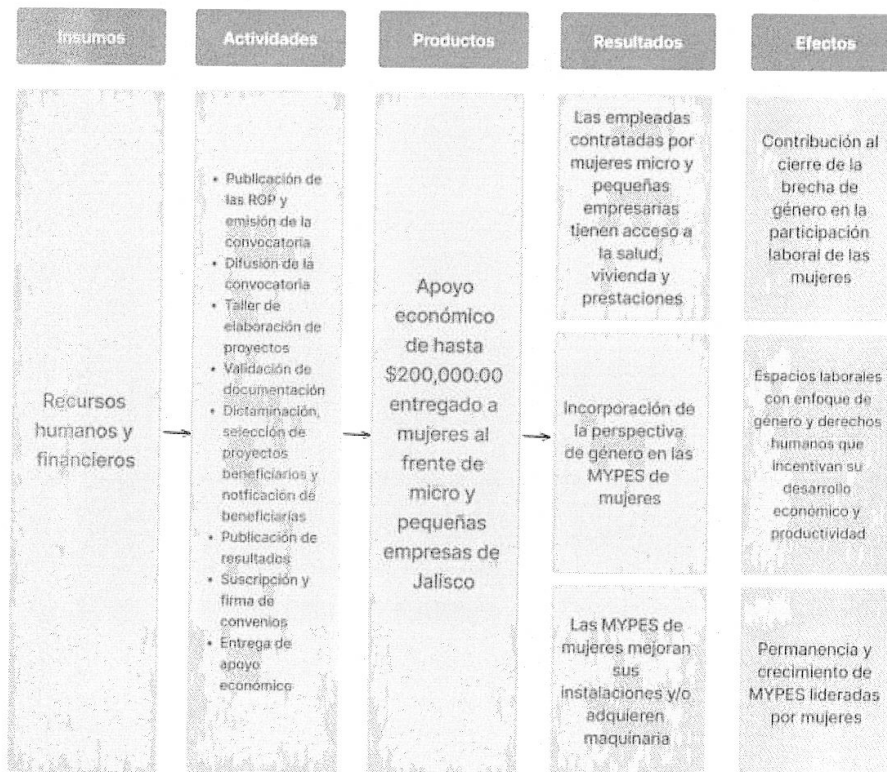 Insumos
Actividades
Productos
Resultados
Efectos
Recursos
humanos y
financieros
• Publicación de
las ROP y
emisión de la
convocatoria
• Difusión de la
convocatoria
• Taller de
elaboración de
proyectos
• Validación de
documentación
• Dictaminación,
selección de
proyectos
beneficiarios y
notficación de
beneficiarias
• Publicación de
resultados
• Suscripción y
firma de
convenios
• Entrega de
apoyo
económico
Apoyo
económico
de hasta
$200,000.00
entregado a
mujeres al
frente de
micro y
pequeñas
empresas de
Jalisco
Las empleadas
contratadas por
mujeres micro y
pequeñas
empresarias
tienen acceso a
la salud,
vivienda y
prestaciones
Incorporación de
la perspectiva
de género en las
MYPES de
mujeres
Las MYPES de
mujeres mejoran
sus
instalaciones y/o
adquieren
maquinaria
Contribución al
cierre de la
brecha de
género en la
participación
laboral de las
mujeres
Espacios laborales
con enfoque de
género y derechos
humanos que
incentivan su
desarrollo
económico y
productividad
Permanencia y
crecimiento de
MYPES lideradas
por mujeres